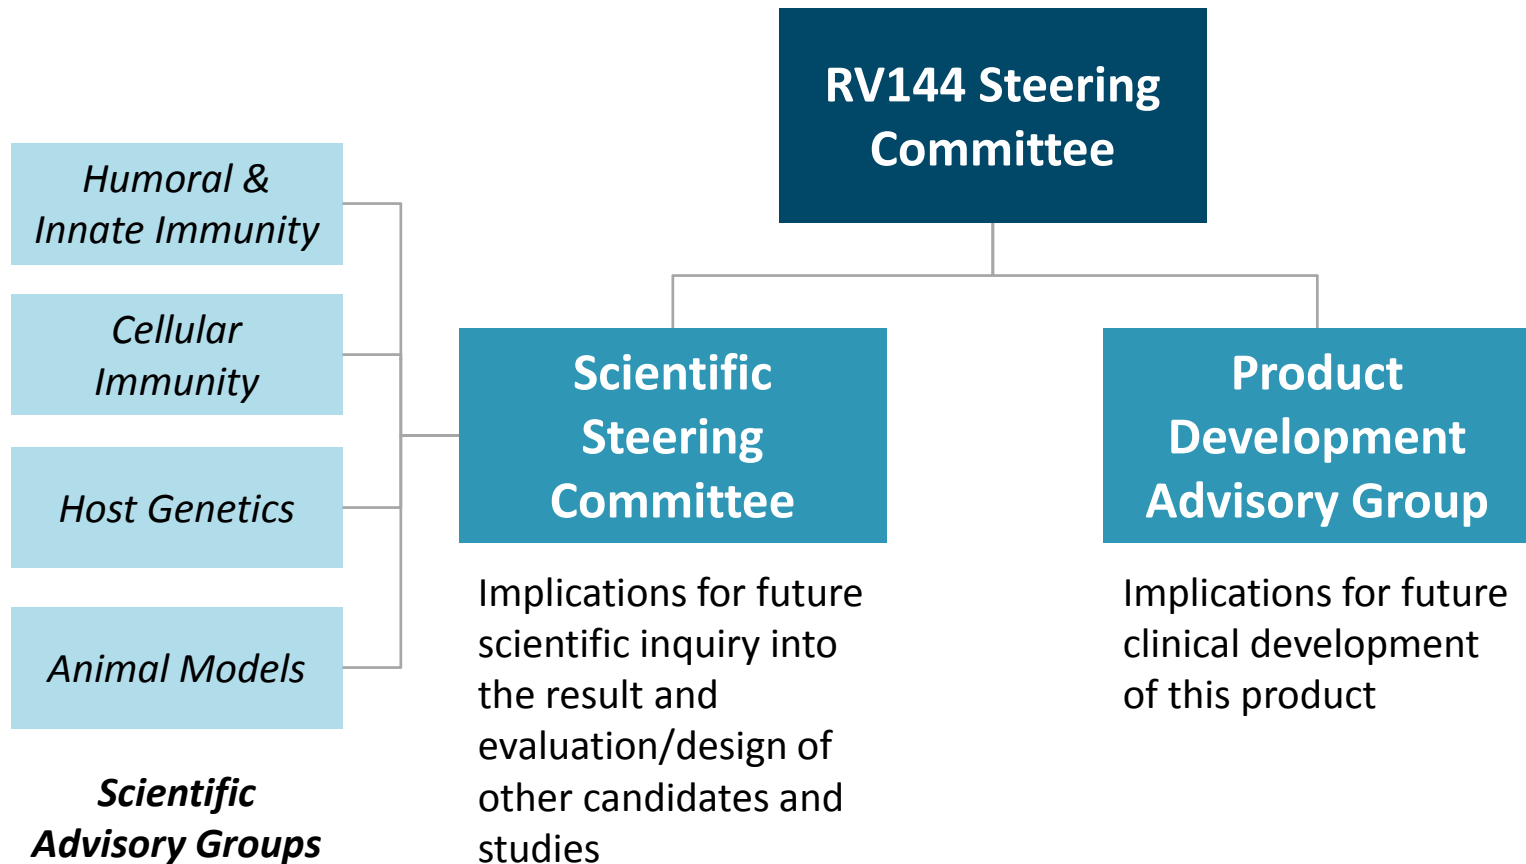 RV144 Steering
Committee
Humoral &
Innate Immunity
Cellular
Immunity
Host Genetics
Animal Models
Scientific
Advisory Groups
Scientific
Steering
Committee
Implications for future
scientific inquiry into
the result and
evaluation/design of
other candidates and
studies
Product
Development
Advisory Group
Implications for future
clinical development
of this product